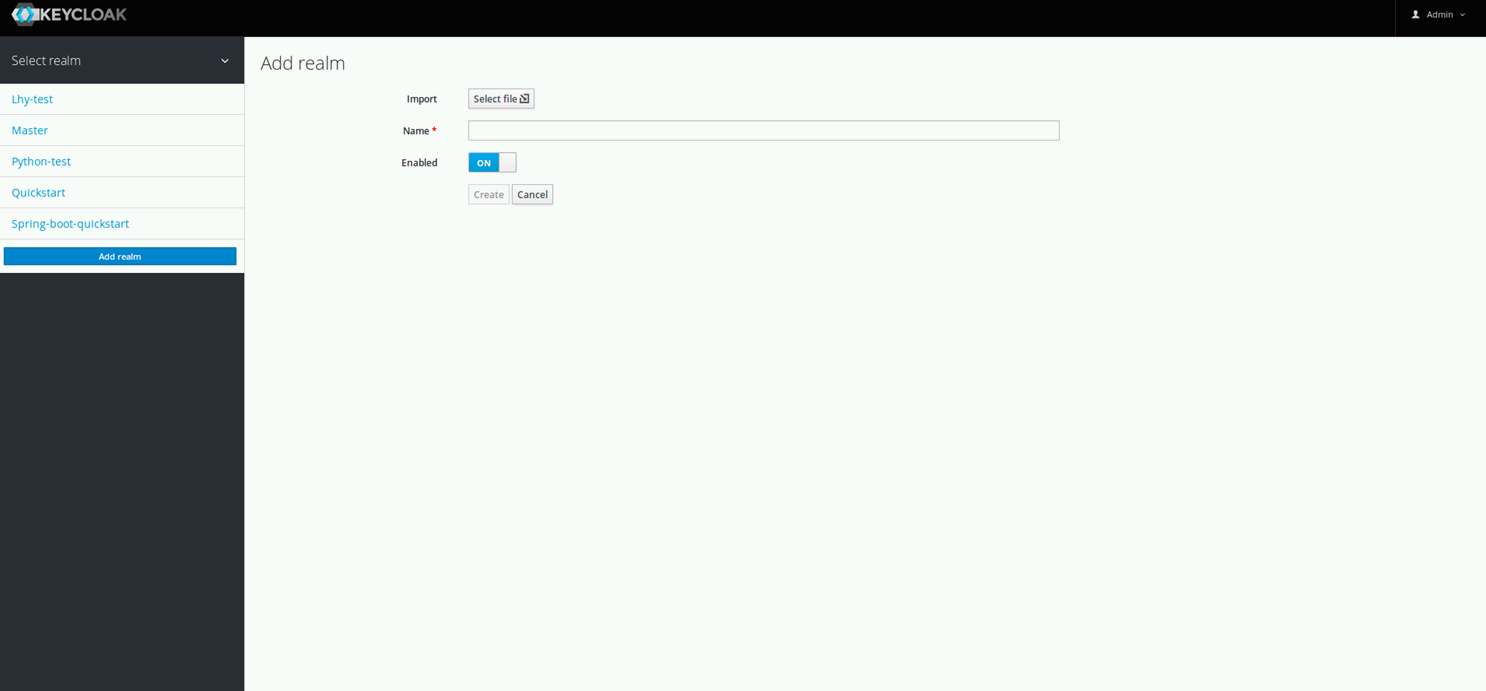 KEYCLOAK
Admin
Select realm
Lhy-test
Master
Python-test
Quickstart
Spring-boot-quickstart
Add realm
Add realm
Import Select file
Name *
Enabled ON
Create Cancel